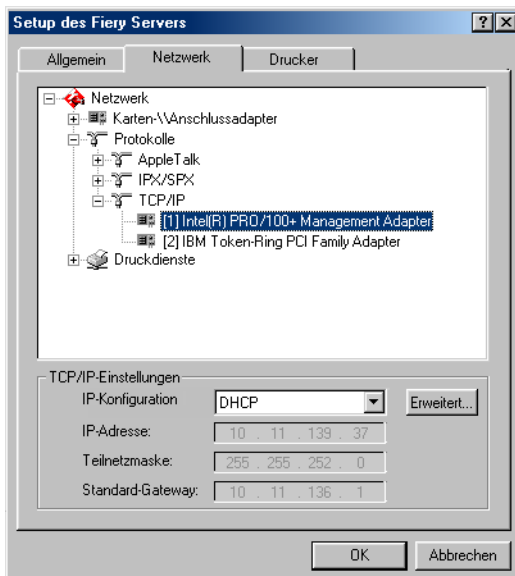 Setup des Fiery Servers
Allgemein Netzwerk Drucker
Netzwerk
Karten-\\Anschlussadapter
Protokolle
AppleTalk
IPX/SPX
TCP/IP
[1] Intel(R) PRO/100+ Management Adapter
[2] IBM Token-Ring PCI Family Adapter
Druckdienste
TCP/IP-Einstellungen
IP-Konfiguration DHCP Erweitert...
IP-Adresse: 10 . 11 . 139 . 37
Teilnetzmaske: 255 . 255 . 252 . 0
Standard-Gateway: 10 . 11 . 136 . 1
OK Abbrechen